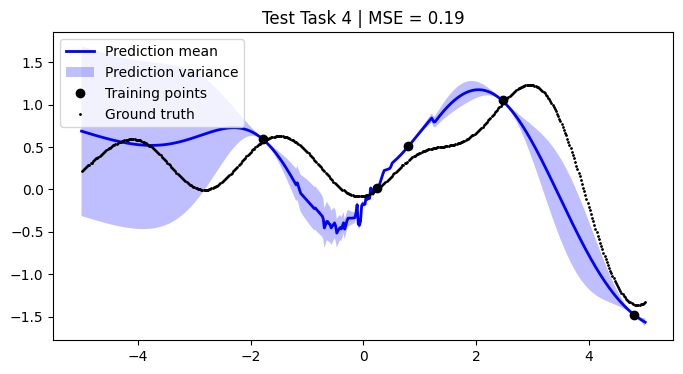 Test Task 4 | MSE = 0.19
Prediction mean
Prediction variance
Training points
Ground truth
1.5
1.0
0.5
0.0
−0.5
−1.0
−1.5
−4
−2
0
2
4